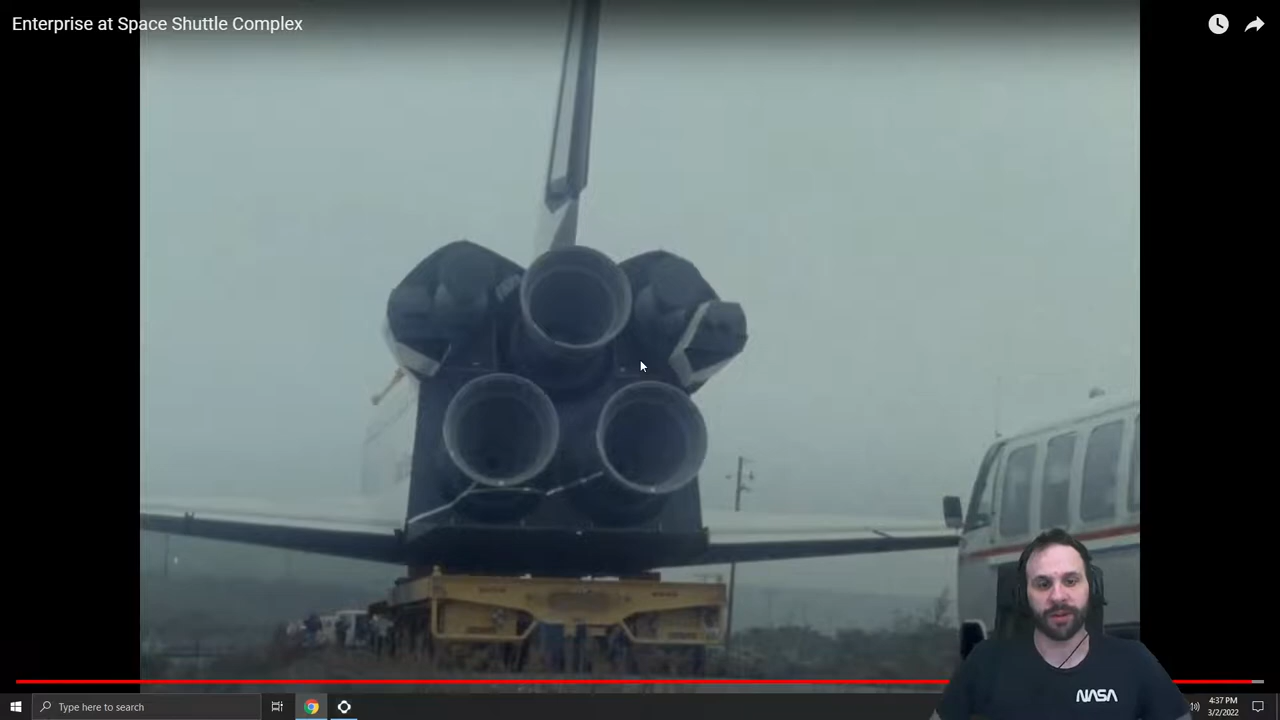 Enterprise at Space Shuttle Complex
NASA
Type here to search
4:37 PM
3/2/2022